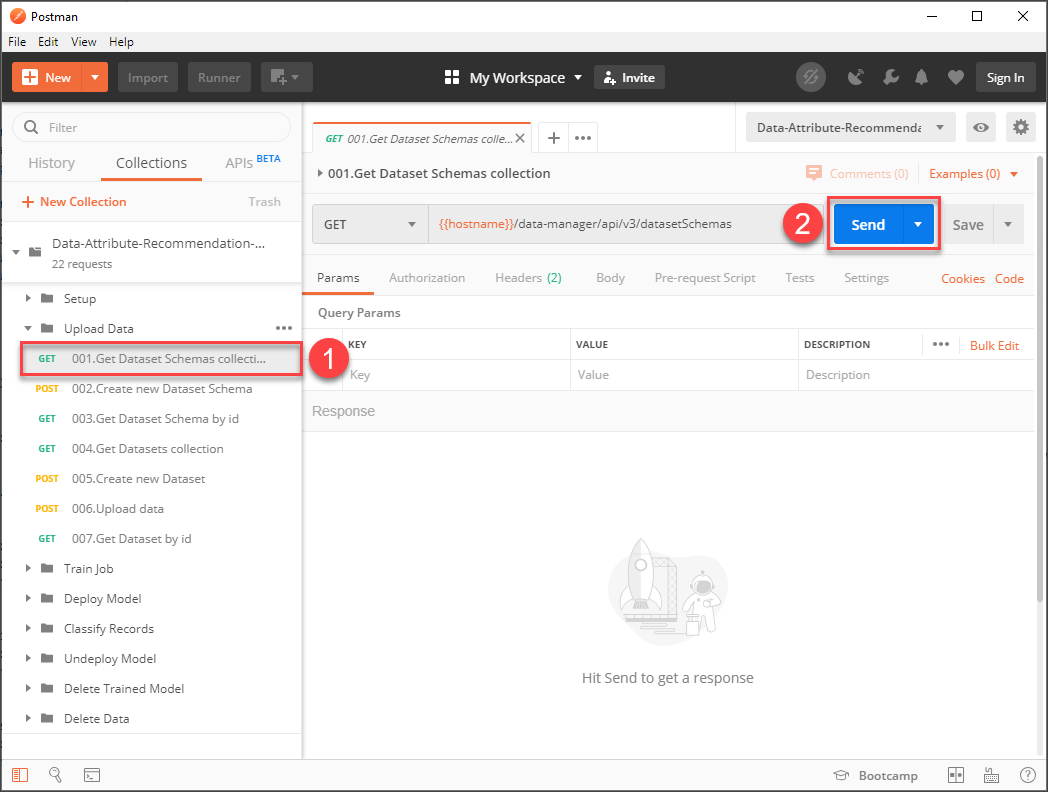 Postman
File Edit View Help
New Import Runner My Workspace Invite Sign In
Filter
History Collections APIs BETA
New Collection Trash
Data-Attribute-Recommendation-...
22 requests
Setup
Upload Data
GET 001.Get Dataset Schemas collecti...
1
POST 002.Create new Dataset Schema
GET 003.Get Dataset Schema by id
GET 004.Get Datasets collection
POST 005.Create new Dataset
POST 006.Upload data
GET 007.Get Dataset by id
Train Job
Deploy Model
Classify Records
Undeploy Model
Delete Trained Model
Delete Data
GET 001.Get Dataset Schemas colle...
Data-Attribute-Recommenda
001.Get Dataset Schemas collection
Comments (0) Examples (0)
GET {{hostname}}/data-manager/api/v3/datasetSchemas 2 Send Save
Params Authorization Headers (2) Body Pre-request Script Tests Settings Cookies Code
Query Params
KEY VALUE DESCRIPTION Bulk Edit
Key Value Description
Response
Hit Send to get a response
Bootcamp